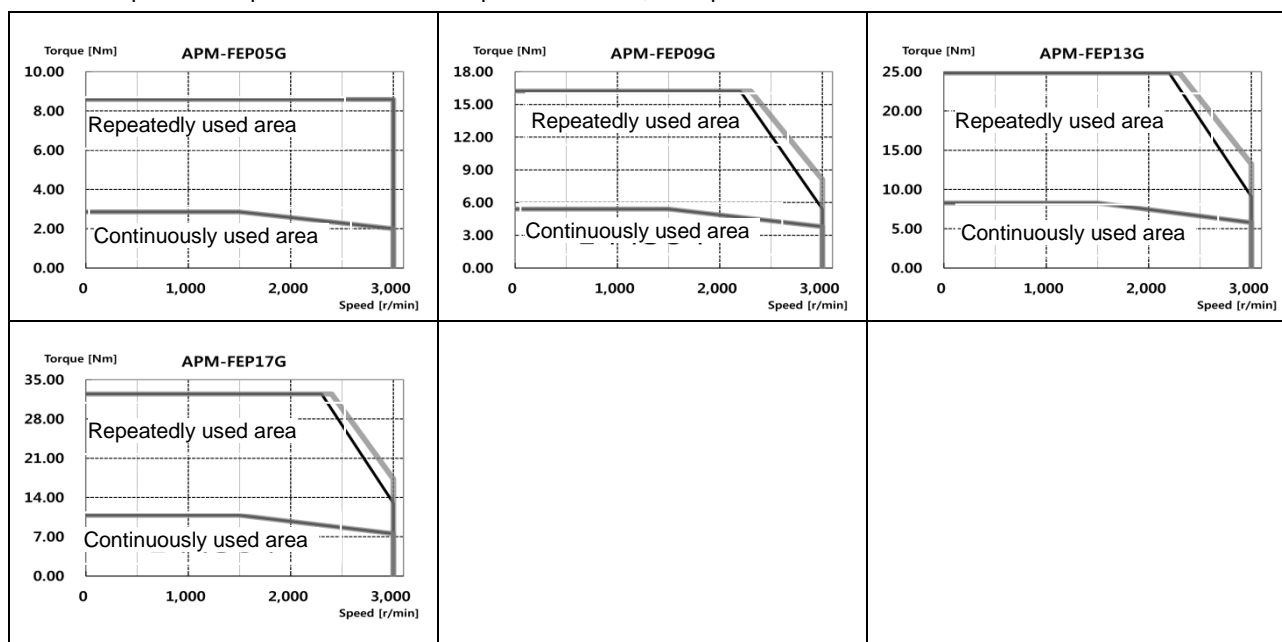 Torque [Nm] APM-FEP05G
10.00
8.00
Repeatedly used area
6.00
4.00
2.00
Continuously used area
0.00
0 1,000 2,000 3,000
Speed [r/min]
Torque [Nm] APM-FEP09G
18.00
15.00
Repeatedly used area
12.00
9.00
6.00
3.00
Continuously used area
0.00
0 1,000 2,000 3,000
Speed [r/min]
Torque [Nm] APM-FEP13G
25.00
20.00
Repeatedly used area
15.00
10.00
5.00
Continuously used area
0.00
0 1,000 2,000 3,000
Speed [r/min]
Torque [Nm] APM-FEP17G
35.00
28.00
Repeatedly used area
21.00
14.00
7.00
Continuously used area
0.00
0 1,000 2,000 3,000
Speed [r/min]